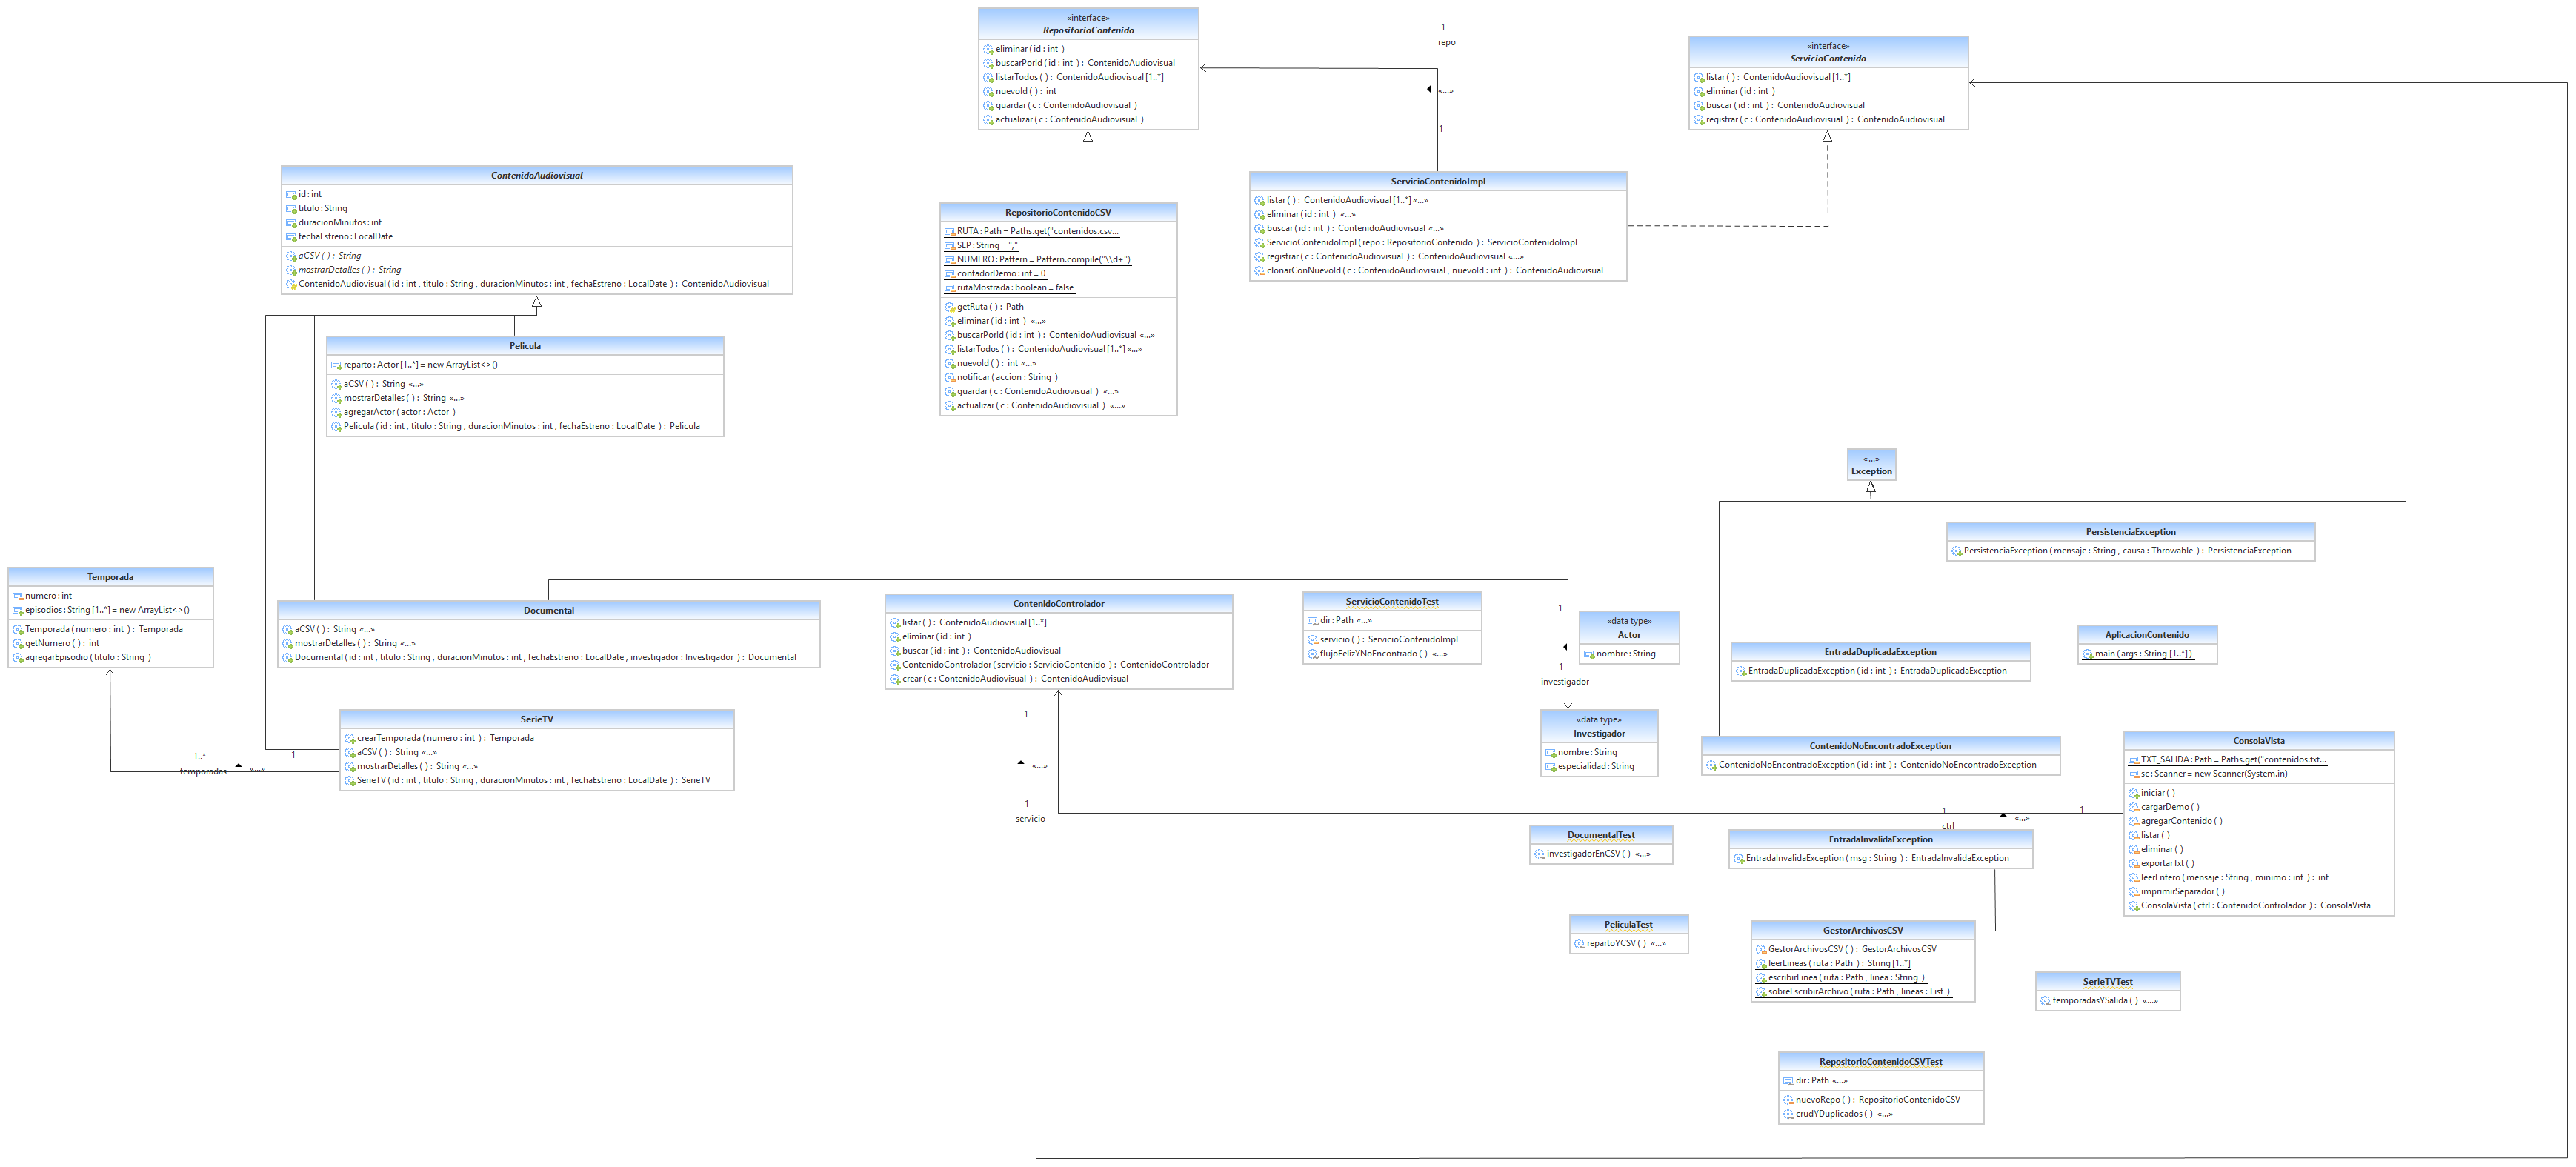 «interface»
RepositorioContenido
eliminar ( id : int )
buscarPorId ( id : int ) : ContenidoAudiovisual
listarTodos ( ) : ContenidoAudiovisual [1..*]
nuevoId ( ) : int
guardar ( c : ContenidoAudiovisual )
actualizar ( c : ContenidoAudiovisual )
1
repo
«...»
1
«interface»
ServicioContenido
listar ( ) : ContenidoAudiovisual [1..*]
eliminar ( id : int )
buscar ( id : int ) : ContenidoAudiovisual
registrar ( c : ContenidoAudiovisual ) : ContenidoAudiovisual
ContenidoAudiovisual
id : int
titulo : String
duracionMinutos : int
fechaEstreno : LocalDate
aCSV ( ) : String
mostrarDetalles ( ) : String
ContenidoAudiovisual ( id : int , titulo : String , duracionMinutos : int , fechaEstreno : LocalDate ) : ContenidoAudiovisual
RepositorioContenidoCSV
RUTA : Path = Paths.get("contenidos.csv...
SEP : String = ","
NUMERO : Pattern = Pattern.compile("\\d+")
contadorDemo : int = 0
rutaMostrada : boolean = false
getRuta ( ) : Path
eliminar ( id : int ) «...»
buscarPorId ( id : int ) : ContenidoAudiovisual «...»
listarTodos ( ) : ContenidoAudiovisual [1..*] «...»
nuevoId ( ) : int «...»
notificar ( accion : String )
guardar ( c : ContenidoAudiovisual ) «...»
actualizar ( c : ContenidoAudiovisual ) «...»
ServicioContenidoImpl
listar ( ) : ContenidoAudiovisual [1..*] «...»
eliminar ( id : int ) «...»
buscar ( id : int ) : ContenidoAudiovisual «...»
ServicioContenidoImpl ( repo : RepositorioContenido ) : ServicioContenidoImpl
registrar ( c : ContenidoAudiovisual ) : ContenidoAudiovisual «...»
clonarConNuevoId ( c : ContenidoAudiovisual , nuevoId : int ) : ContenidoAudiovisual
Pelicula
reparto : Actor [1..*] = new ArrayList<>()
aCSV ( ) : String «...»
mostrarDetalles ( ) : String «...»
agregarActor ( actor : Actor )
Pelicula ( id : int , titulo : String , duracionMinutos : int , fechaEstreno : LocalDate ) : Pelicula
«...»
Exception
PersistenciaException
PersistenciaException ( mensaje : String , causa : Throwable ) : PersistenciaException
Temporada
numero : int
episodios : String [1..*] = new ArrayList<>()
Temporada ( numero : int ) : Temporada
getNumero ( ) : int
agregarEpisodio ( titulo : String )
Documental
aCSV ( ) : String «...»
mostrarDetalles ( ) : String «...»
Documental ( id : int , titulo : String , duracionMinutos : int , fechaEstreno : LocalDate , investigador : Investigador ) : Documental
ContenidoControlador
listar ( ) : ContenidoAudiovisual [1..*]
eliminar ( id : int )
buscar ( id : int ) : ContenidoAudiovisual
ContenidoControlador ( servicio : ServicioContenido ) : ContenidoControlador
crear ( c : ContenidoAudiovisual ) : ContenidoAudiovisual
ServicioContenidoTest
dir : Path «...»
servicio ( ) : ServicioContenidoImpl
flujoFelizYNoEncontrado ( ) «...»
1
1
investigador
«data type»
Actor
nombre : String
«data type»
Investigador
nombre : String
especialidad : String
EntradaDuplicadaException
EntradaDuplicadaException ( id : int ) : EntradaDuplicadaException
AplicacionContenido
main ( args : String [1..*] )
SerieTV
crearTemporada ( numero : int ) : Temporada
aCSV ( ) : String «...»
mostrarDetalles ( ) : String «...»
SerieTV ( id : int , titulo : String , duracionMinutos : int , fechaEstreno : LocalDate ) : SerieTV
1..*
temporadas
«...»
1
1
«...»
1
servicio
ContenidoNoEncontradoException
ContenidoNoEncontradoException ( id : int ) : ContenidoNoEncontradoException
ConsolaVista
TXT_SALIDA : Path = Paths.get("contenidos.txt...
sc : Scanner = new Scanner(System.in)
iniciar ( )
cargarDemo ( )
agregarContenido ( )
listar ( )
eliminar ( )
exportarTxt ( )
leerEntero ( mensaje : String , minimo : int ) : int
imprimirSeparador ( )
ConsolaVista ( ctrl : ContenidoControlador ) : ConsolaVista
1
ctrl
«...»
1
DocumentalTest
investigadorEnCSV ( ) «...»
EntradaInvalidaException
EntradaInvalidaException ( msg : String ) : EntradaInvalidaException
PeliculaTest
repartoYCSV ( ) «...»
GestorArchivosCSV
GestorArchivosCSV ( ) : GestorArchivosCSV
leerLineas ( ruta : Path ) : String [1..*]
escribirLinea ( ruta : Path , linea : String )
sobreEscribirArchivo ( ruta : Path , lineas : List )
SerieTVTest
temporadasYSalida ( ) «...»
RepositorioContenidoCSVTest
dir : Path «...»
nuevoRepo ( ) : RepositorioContenidoCSV
crudYDuplicados ( ) «...»